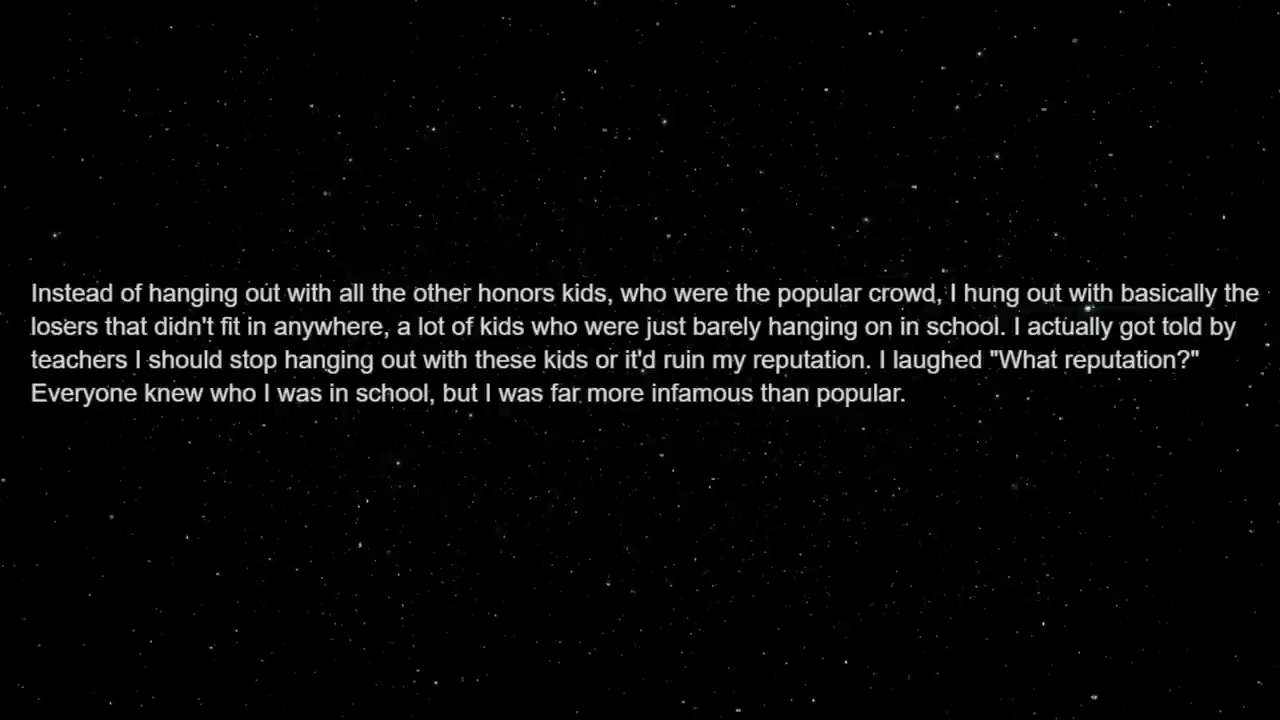 Instead of hanging out with all the other honors kids, who were the popular crowd, I hung out with basically the
losers that didn't fit in anywhere, a lot of kids who were just barely hanging on in school. I actually got told by
teachers I should stop hanging out with these kids or it'd ruin my reputation. I laughed "What reputation?"
Everyone knew who I was in school, but I was far more infamous than popular.